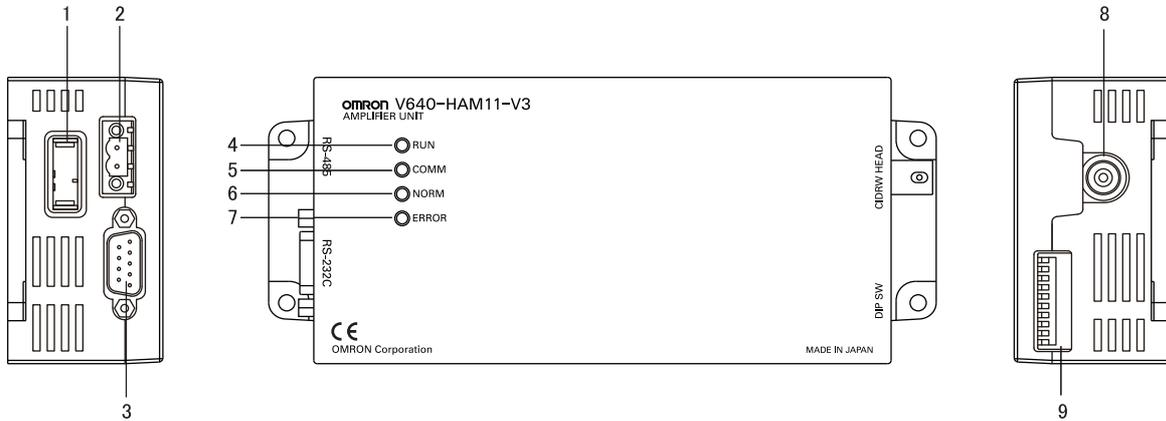 1
2
8
omron V640-HAM11-V3
AMPLIFIER UNIT
RS-485
4
RUN
5
COMM
6
NORM
7
ERROR
CIDRW HEAD
RS-232C
DIP SW
CE
OMRON Corporation
MADE IN JAPAN
3
9